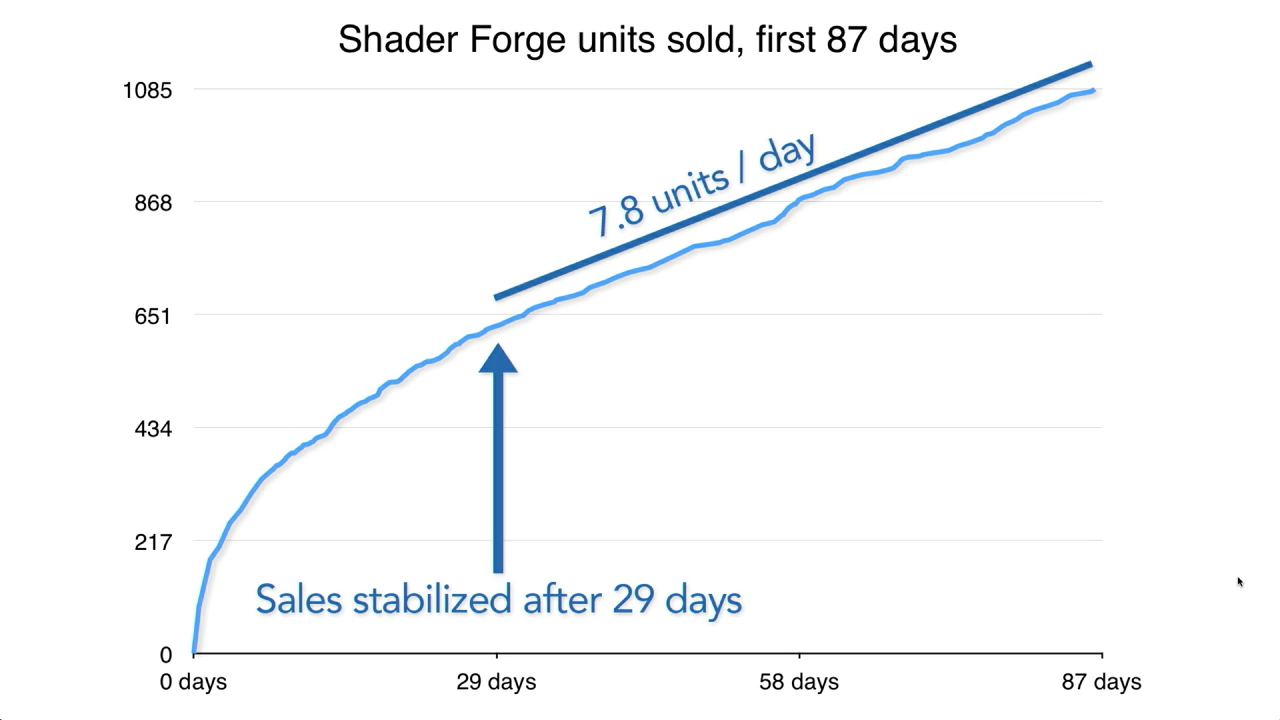 Shader Forge units sold, first 87 days
1085
868
651
434
217
0
7.8 units / day
Sales stabilized after 29 days
0 days
29 days
58 days
87 days